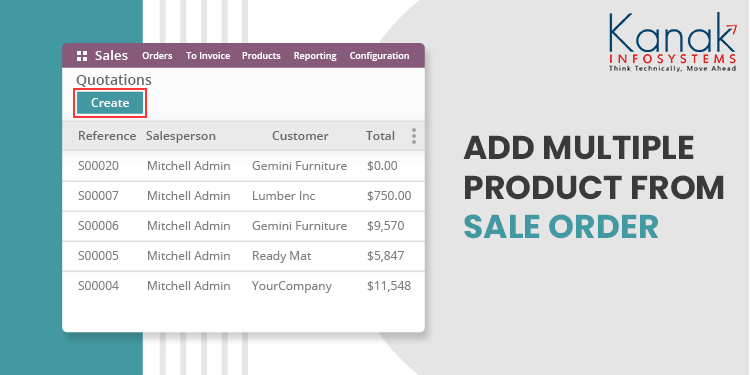 Sales Orders To Invoice Products Reporting Configuration
Quotations
Create
Reference Salesperson Customer Total
S00020 Mitchell Admin Gemini Furniture $0.00
S00007 Mitchell Admin Lumber Inc $750.00
S00006 Mitchell Admin Gemini Furniture $9,570
S00005 Mitchell Admin Ready Mat $5,847
S00004 Mitchell Admin YourCompany $11,548
Kanak
INFOSYSTEMS
Think Technically, Move Ahead
ADD MULTIPLE
PRODUCT FROM
SALE ORDER